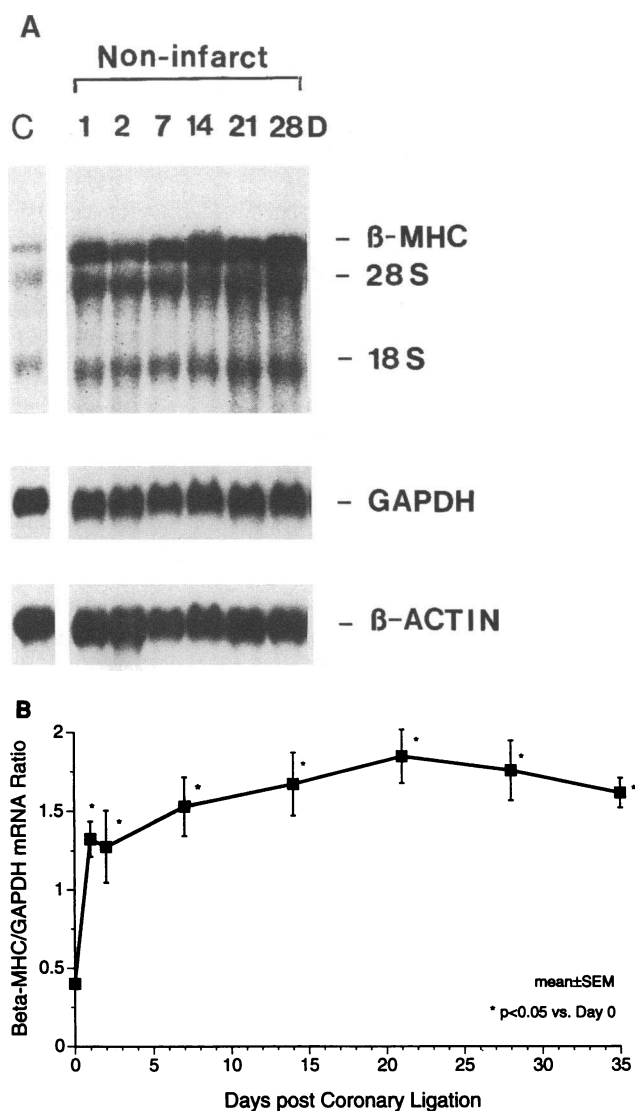 A
Non-infarct
C 1 2 7 14 21 28 D
- ß-MHC
- 28 S
- 18 S
- GAPDH
- ß-ACTIN
B
2
1.5
1
0.5
0
Beta-MHC/GAPDH mRNA Ratio
* * * * * * *
mean±SEM
* p<0.05 vs. Day 0
0 5 10 15 20 25 30 35
Days post Coronary Ligation